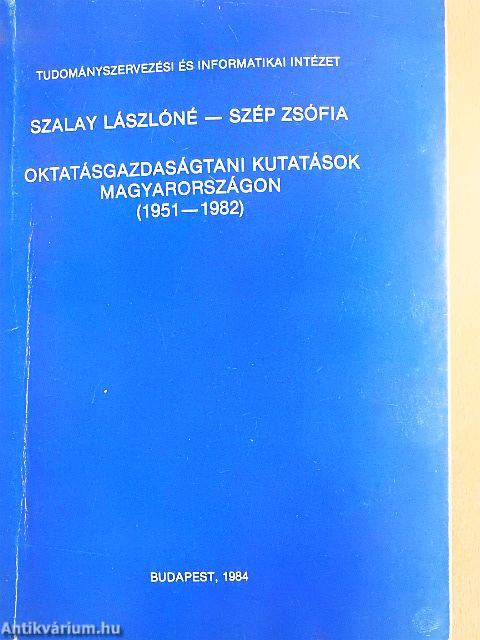 TUDOMÁNYSZERVEZÉSI ÉS INFORMATIKAI INTÉZET
SZALAY LÁSZLÓNÉ — SZÉP ZSÓFIA
OKTATÁSGAZDASÁGTANI KUTATÁSOK
MAGYARORSZÁGON
(1951—1982)
BUDAPEST, 1984
Antikvárium.hu